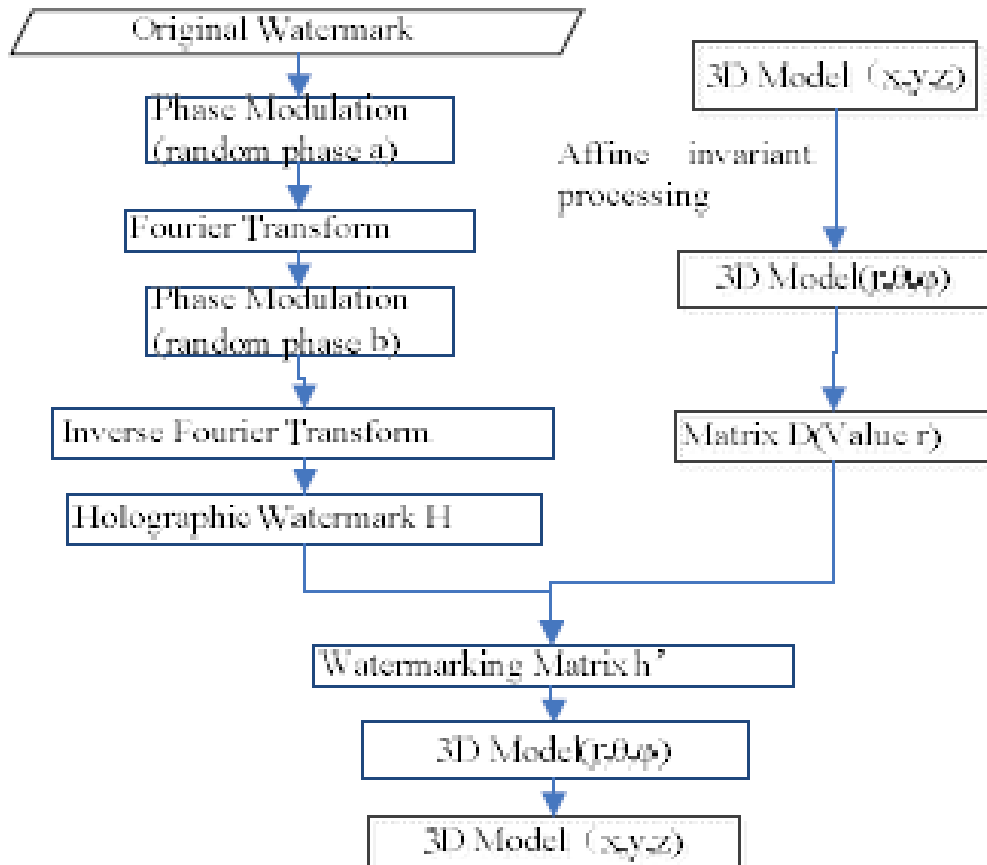 Original Watermark
Phase Modulation
(random phase a)
Fourier Transform
Phase Modulation
(random phase b)
Inverse Fourier Transform
Holographic Watermark H
3D Model（x,y,z)
Affine invariant
processing
3D Model(r,θ,φ)
Matrix D(Value r)
Watermarking Matrix h'
3D Model(r,θ,φ)
3D Model（x,y,z)